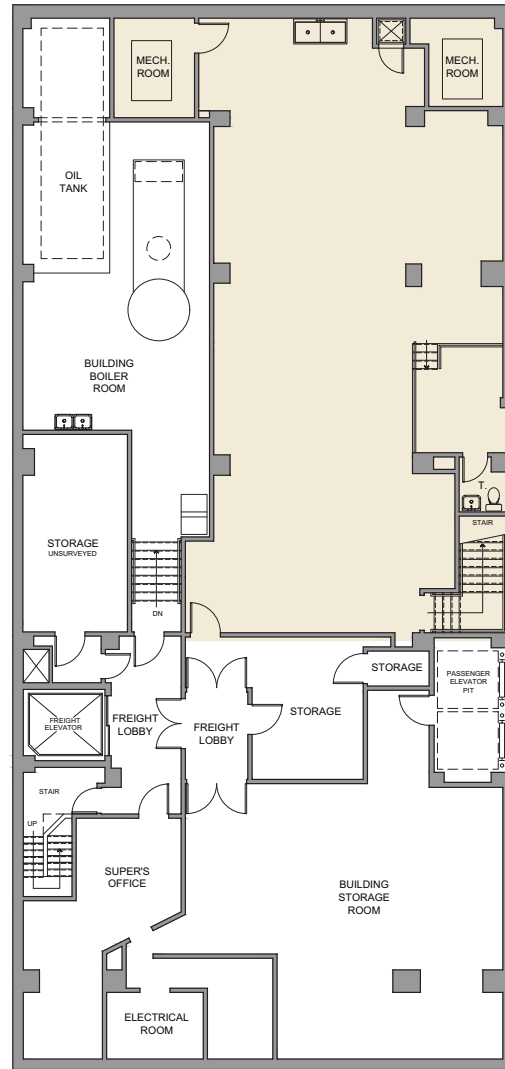 MECH.
ROOM
MECH.
ROOM
OIL
TANK
BUILDING
BOILER
ROOM
T.
STAIR
STORAGE
UNSURVEYED
DN
STORAGE
PASSENGER
ELEVATOR
PIT
FREIGHT
ELEVATOR
FREIGHT
LOBBY
FREIGHT
LOBBY
STORAGE
STAIR
UP
SUPER'S
OFFICE
BUILDING
STORAGE
ROOM
ELECTRICAL
ROOM